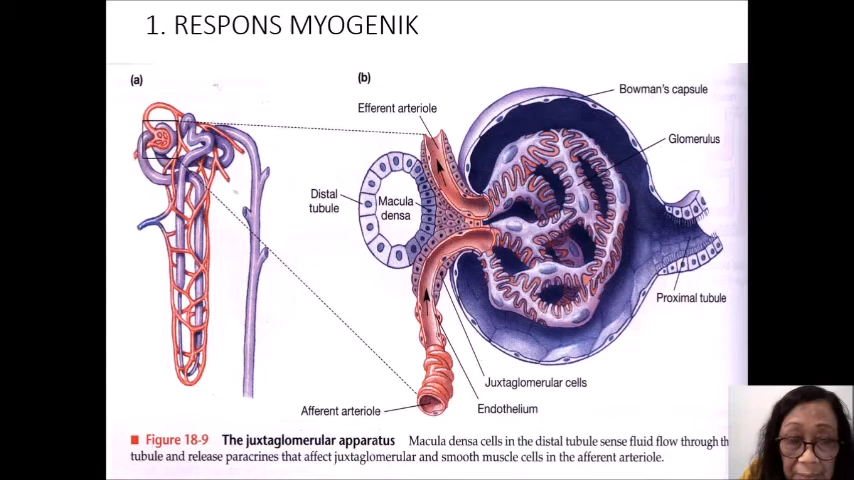 1. RESPONS MYOGENIK
(a)
(b)
Bowman's capsule
Efferent arteriole
Glomerulus
Distal
tubule
Macula
densa
Proximal tubule
Juxtaglomerular cells
Afferent arteriole
Endothelium
Figure 18-9 The juxtaglomerular apparatus Macula densa cells in the distal tubule sense fluid flow through
tubule and release paracrines that affect juxtaglomerular and smooth muscle cells in the afferent arteriole.